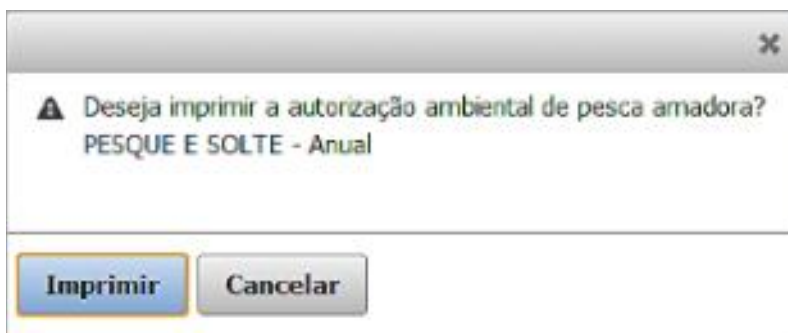 Deseja imprimir a autorização ambiental de pesca amadora?
PESQUE E SOLTE - Anual
Imprimir Cancelar